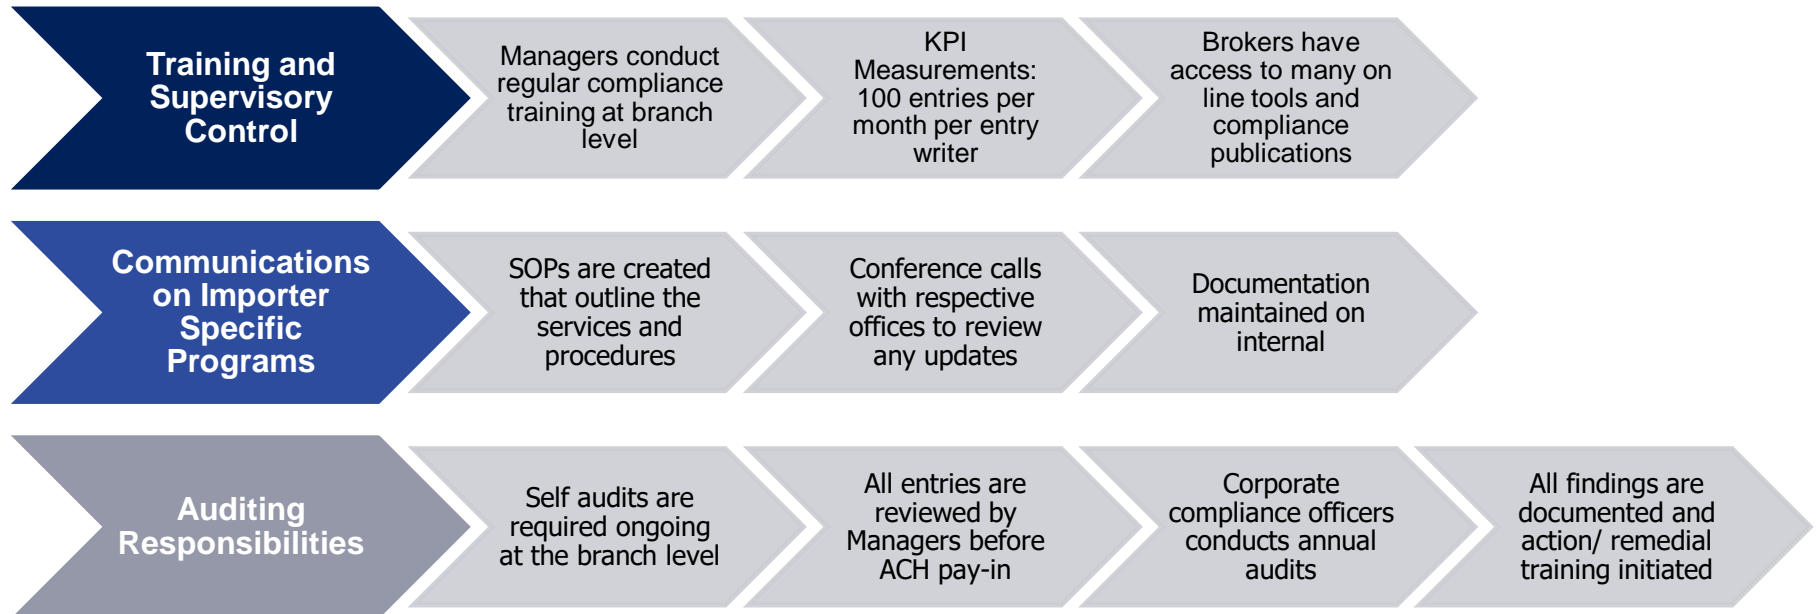 Training and
Supervisory
Control
Managers conduct
regular compliance
training at branch
level
KPI
Measurements:
100 entries per
month per entry
writer
Brokers have
access to many on
line tools and
compliance
publications
Communications
on Importer
Specific
Programs
SOPs are created
that outline the
services and
procedures
Conference calls
with respective
offices to review
any updates
Documentation
maintained on
internal
Auditing
Responsibilities
Self audits are
required ongoing
at the branch level
All entries are
reviewed by
Managers before
ACH pay-in
Corporate
compliance officers
conducts annual
audits
All findings are
documented and
action/ remedial
training initiated